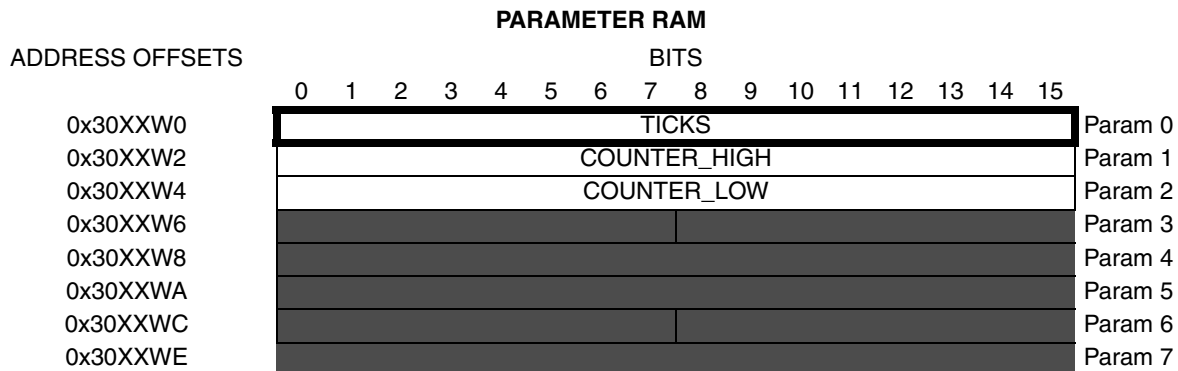 PARAMETER RAM
ADDRESS OFFSETS BITS
0 1 2 3 4 5 6 7 8 9 10 11 12 13 14 15
0x30XXW0 TICKS Param 0
0x30XXW2 COUNTER_HIGH Param 1
0x30XXW4 COUNTER_LOW Param 2
0x30XXW6 Param 3
0x30XXW8 Param 4
0x30XXWA Param 5
0x30XXWC Param 6
0x30XXWE Param 7